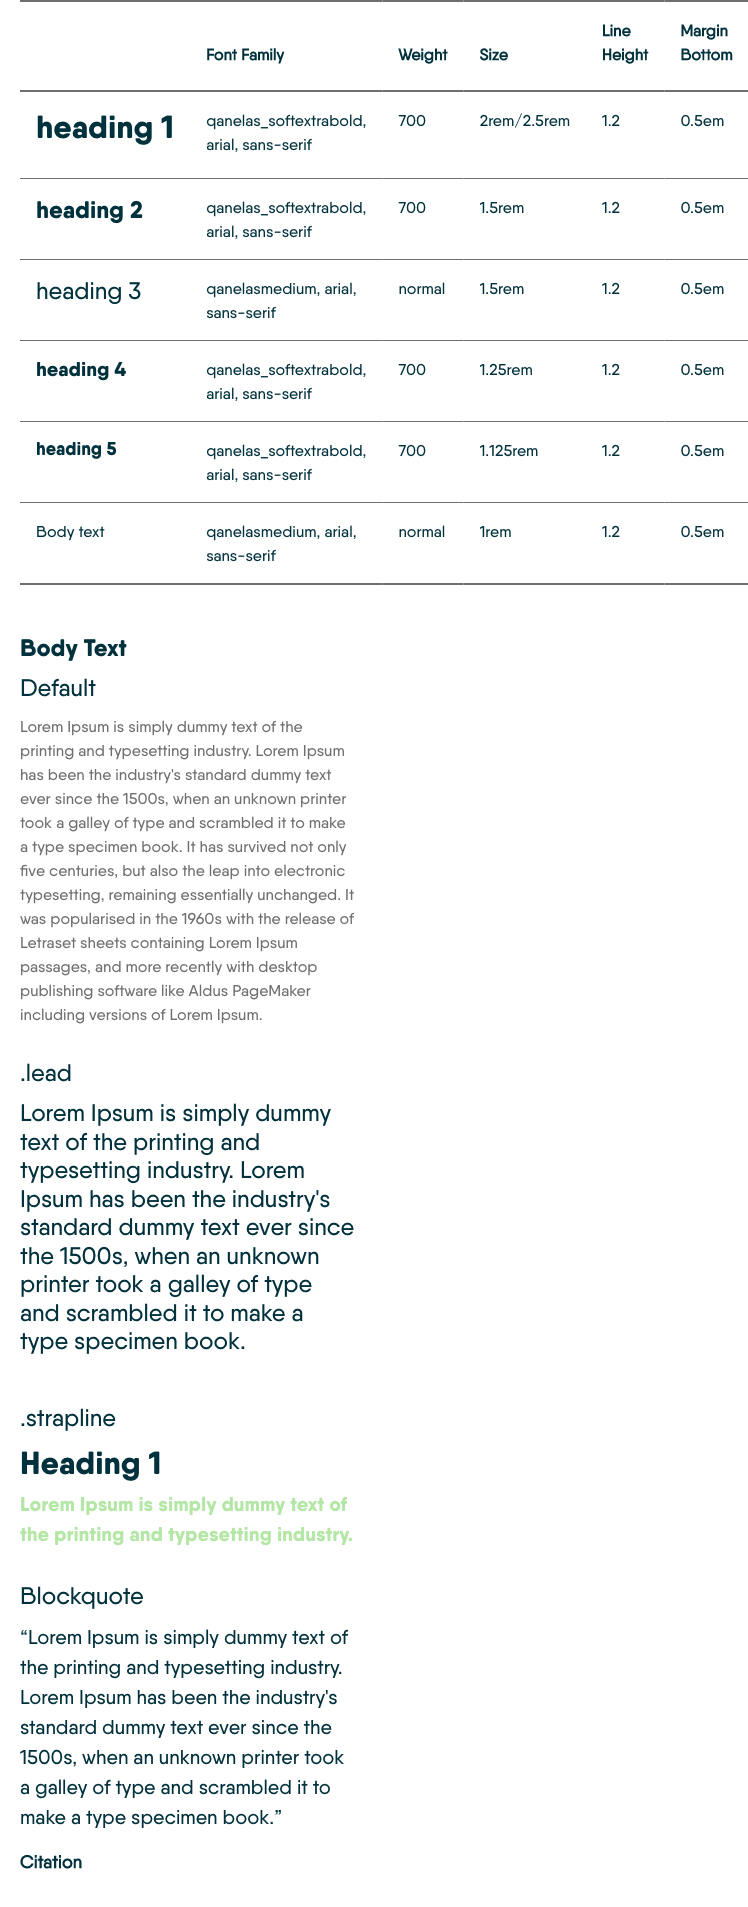 Font Family Weight Size Line Height Margin Bottom
heading 1 qanelas_softextrabold, 700 2rem/2.5rem 1.2 0.5em
arial, sans-serif
heading 2 qanelas_softextrabold, 700 1.5rem 1.2 0.5em
arial, sans-serif
heading 3 qanelasmedium, arial, normal 1.5rem 1.2 0.5em
sans-serif
heading 4 qanelas_softextrabold, 700 1.25rem 1.2 0.5em
arial, sans-serif
heading 5 qanelas_softextrabold, 700 1.125rem 1.2 0.5em
arial, sans-serif
Body text qanelasmedium, arial, normal 1rem 1.2 0.5em
sans-serif
Body Text
Default
Lorem Ipsum is simply dummy text of the
printing and typesetting industry. Lorem Ipsum
has been the industry's standard dummy text
ever since the 1500s, when an unknown printer
took a galley of type and scrambled it to make
a type specimen book. It has survived not only
five centuries, but also the leap into electronic
typesetting, remaining essentially unchanged. It
was popularised in the 1960s with the release of
Letraset sheets containing Lorem Ipsum
passages, and more recently with desktop
publishing software like Aldus PageMaker
including versions of Lorem Ipsum.
.lead
Lorem Ipsum is simply dummy
text of the printing and
typesetting industry. Lorem
Ipsum has been the industry's
standard dummy text ever since
the 1500s, when an unknown
printer took a galley of type
and scrambled it to make a
type specimen book.
.strapline
Heading 1
Lorem Ipsum is simply dummy text of
the printing and typesetting industry.
Blockquote
“Lorem Ipsum is simply dummy text of
the printing and typesetting industry.
Lorem Ipsum has been the industry's
standard dummy text ever since the
1500s, when an unknown printer took
a galley of type and scrambled it to
make a type specimen book.”
Citation